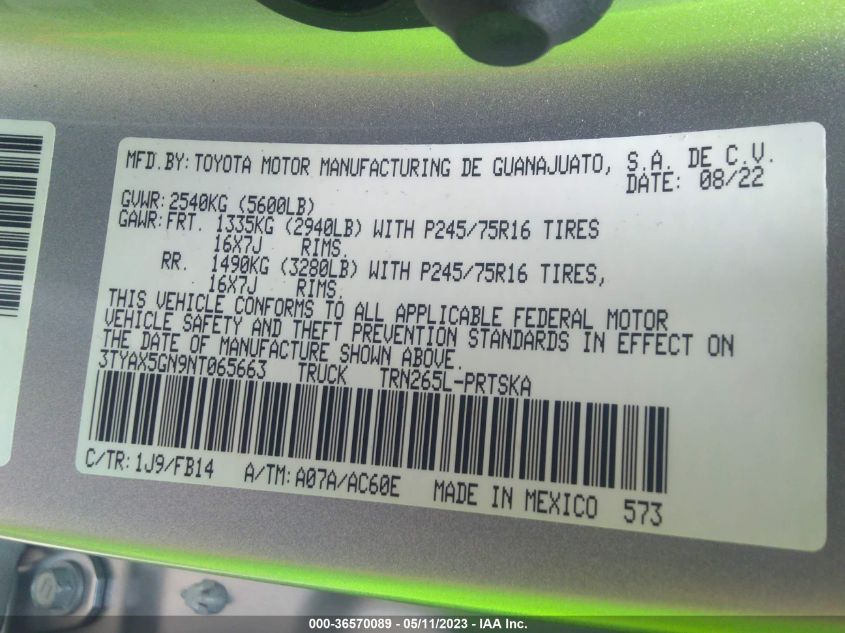 MFD.BY: TOYOTA MOTOR MANUFACTURING DE GUANAJUATO, S.A. DE C.V.
DATE: 08/22
GVWR: 2540KG (5600LB)
GAWR: FRT. 1335KG (2940LB) WITH P245/75R16 TIRES
16X7J RIMS.
RR. 1490KG (3280LB) WITH P245/75R16 TIRES,
16X7J RIMS.
THIS VEHICLE CONFORMS TO ALL APPLICABLE FEDERAL MOTOR
VEHICLE SAFETY AND THEFT PREVENTION STANDARDS IN EFFECT ON
THE DATE OF MANUFACTURE SHOWN ABOVE.
3TYAX5GN9NT065663 TRUCK TRN265L-PRTSKA
C/TR: 1J9/FB14 A/TM: A07A/AC60E MADE IN MEXICO 573
000-36570089 - 05/11/2023 - IAA Inc.